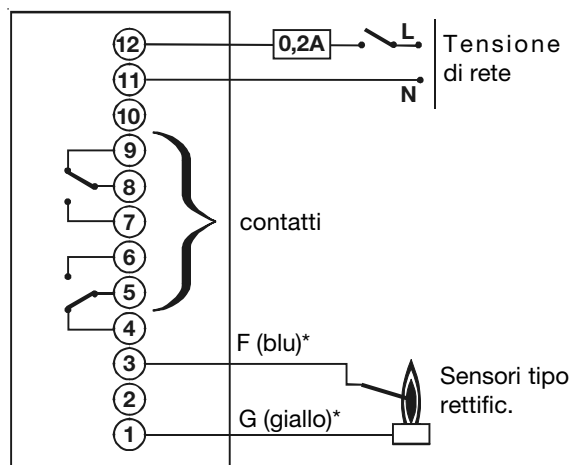 12
0,2A
L
Tensione
di rete
11
N
10
9
8
7
contatti
6
5
4
F (blu)*
3
Sensori tipo
rettific.
2
G (giallo)*
1